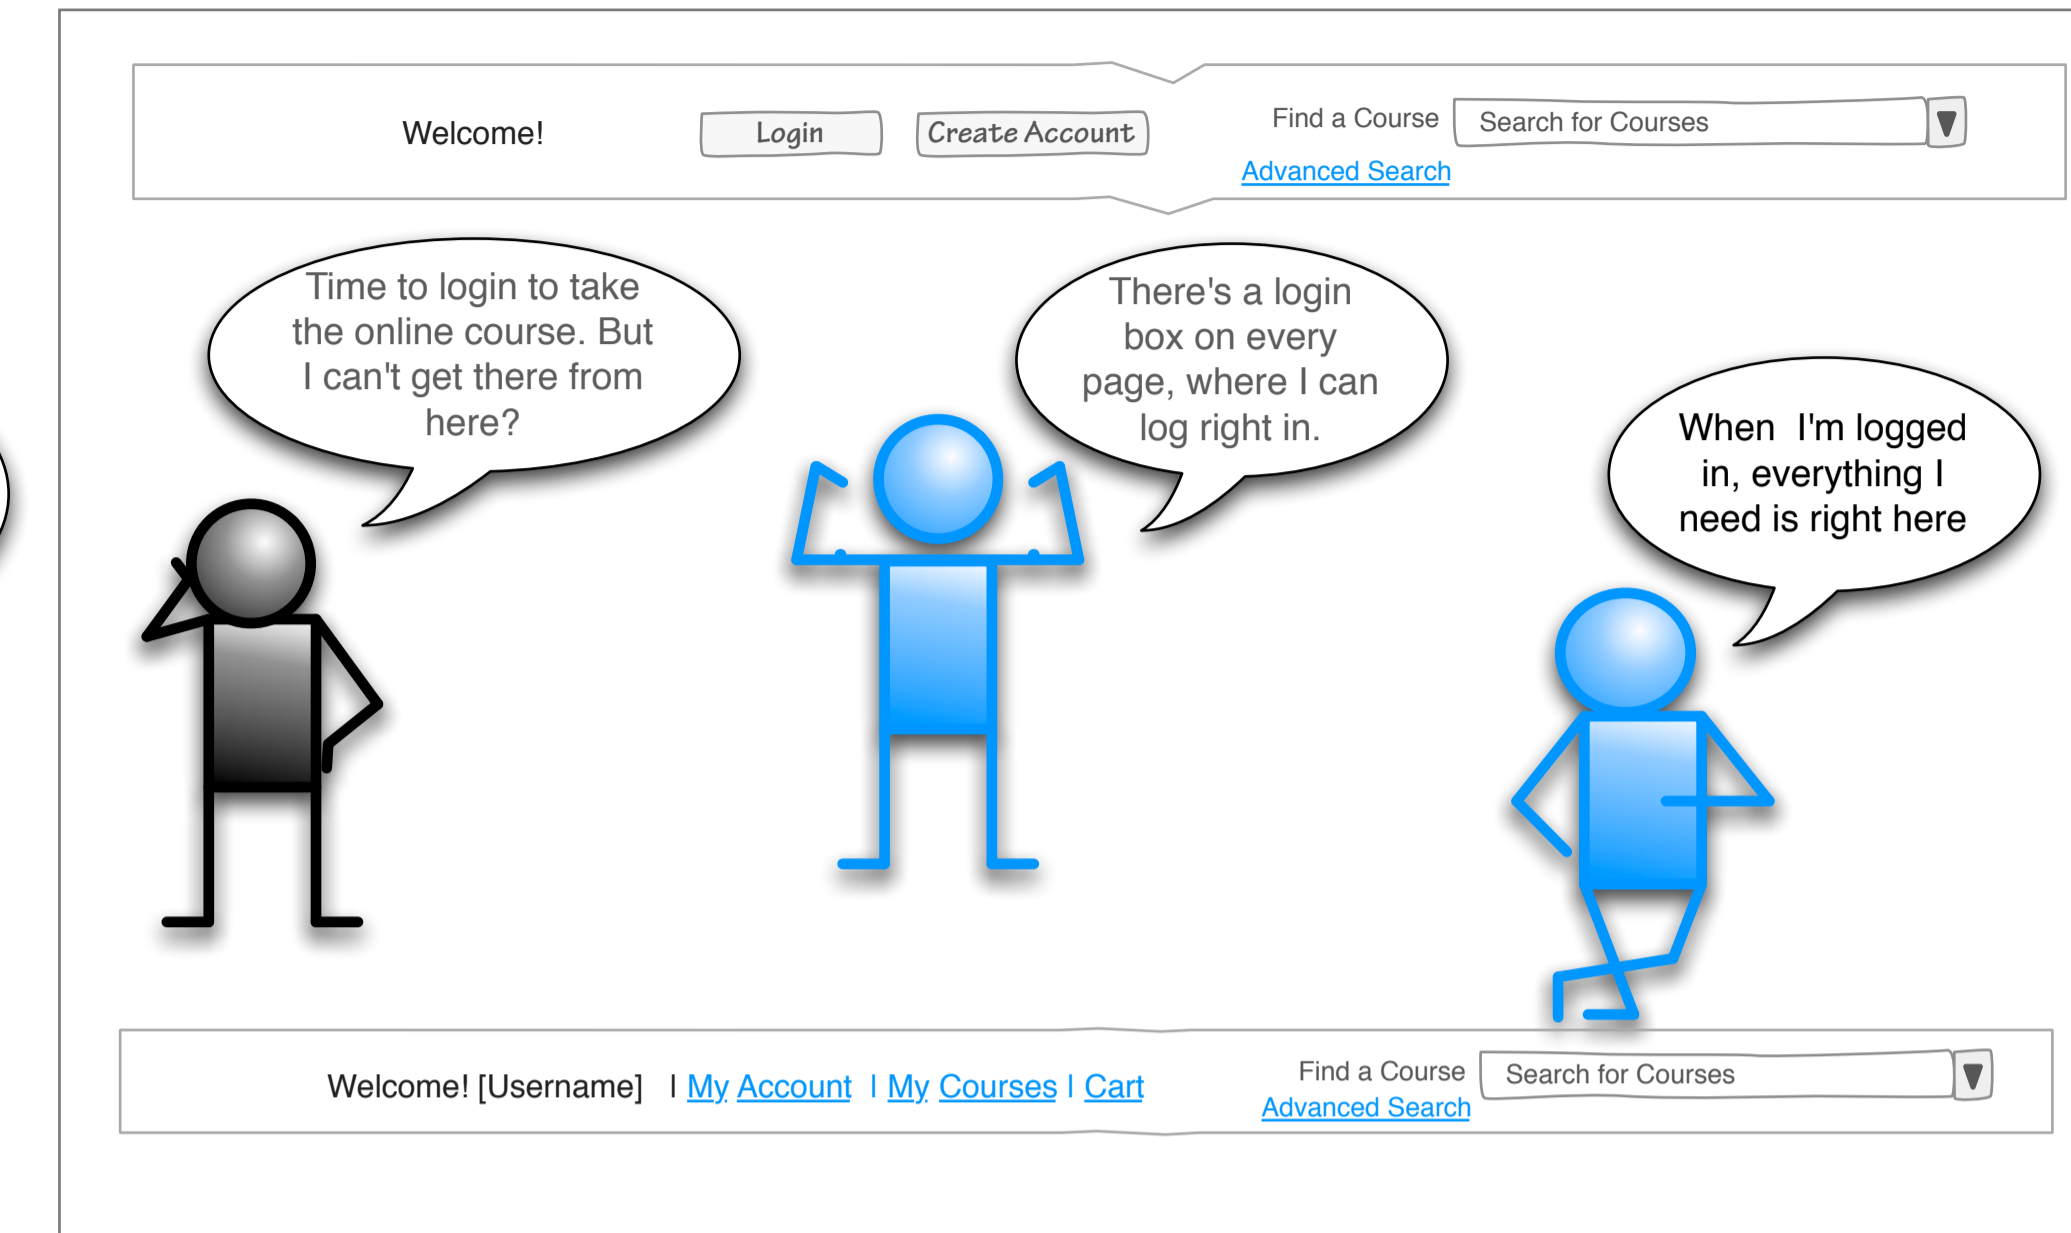 Welcome!
Login
Create Account
Find a Course
Search for Courses
Advanced Search
Time to login to take
the online course. But
I can't get there from
here?
There's a login
box on every
page, where I can
log right in.
When  I'm logged
in, everything I
need is right here
Welcome! [Username] | My Account | My Courses | Cart
Find a Course
Search for Courses
Advanced Search